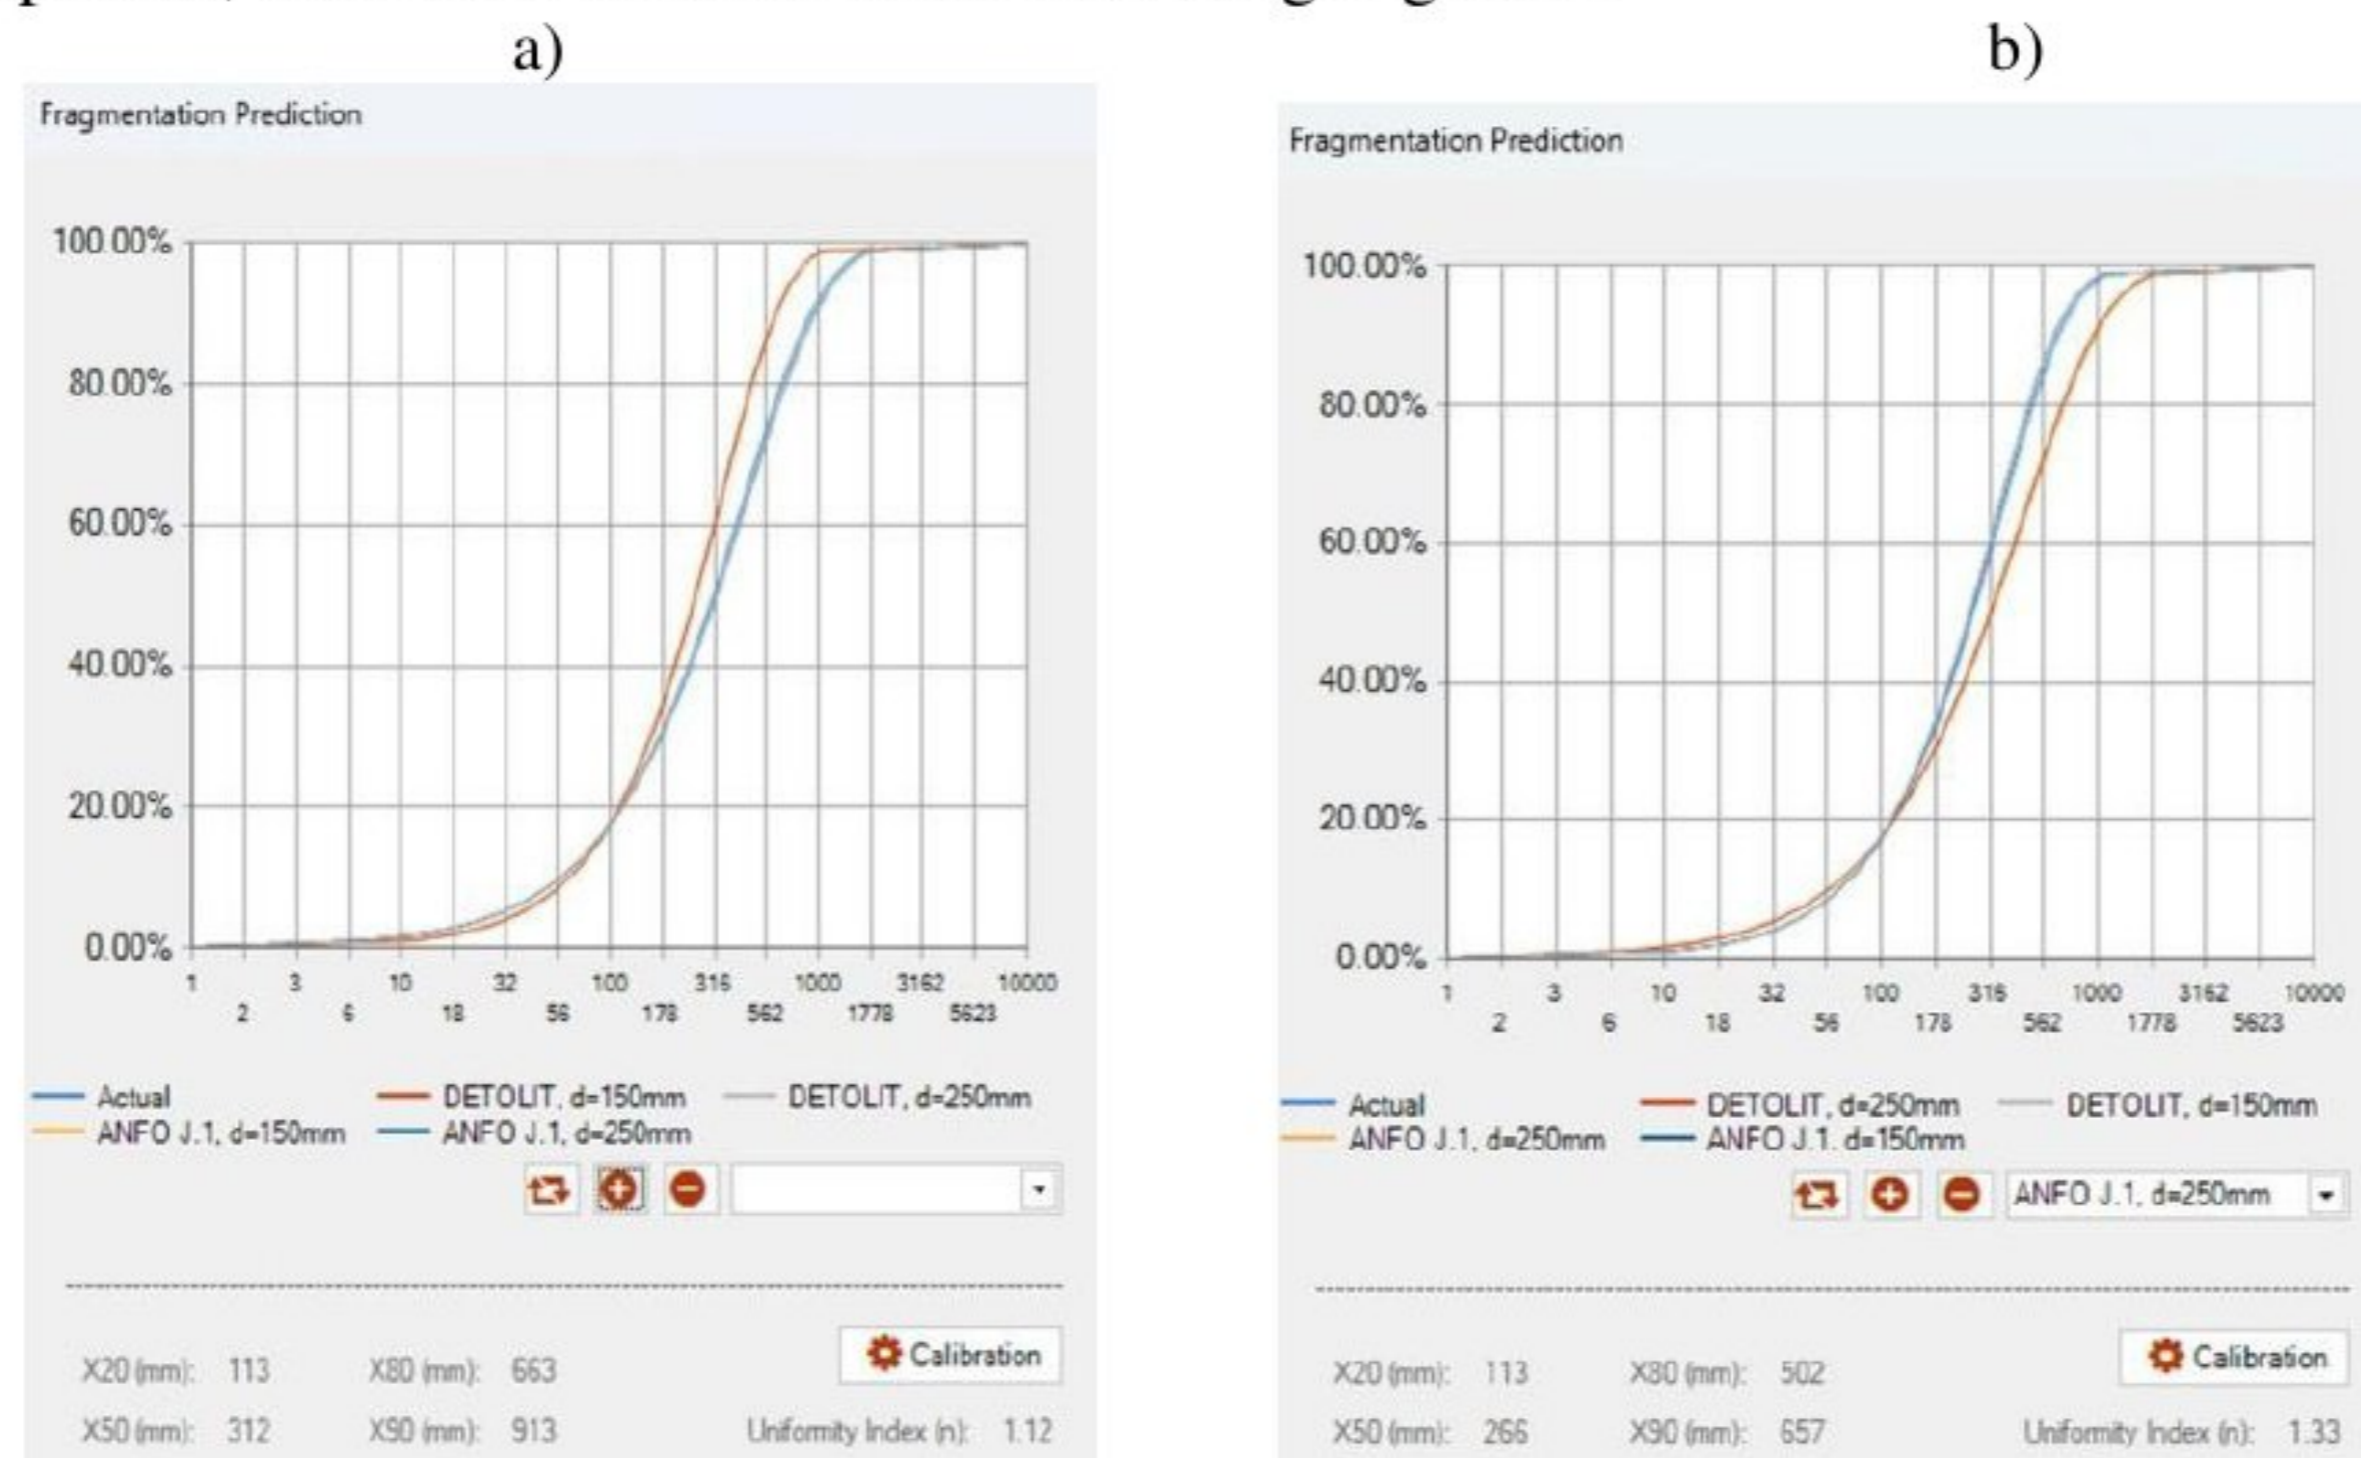 a)
Fragmentation Prediction
100.00%
80.00%
60.00%
40.00%
20.00%
0.00%
1 3 10 32 100 316 1000 3162 10000
2 6 18 56 178 562 1778 5623
Actual DETOLIT, d=150mm DETOLIT, d=250mm
ANFO J.1, d=150mm ANFO J.1, d=250mm
Calibration
X20 (mm): 113 X80 (mm): 663
X50 (mm): 312 X90 (mm): 913 Uniformity Index (n): 1.12
b)
Fragmentation Prediction
100.00%
80.00%
60.00%
40.00%
20.00%
0.00%
1 3 10 32 100 316 1000 3162 10000
2 6 18 56 178 562 1778 5623
Actual DETOLIT, d=250mm DETOLIT, d=150mm
ANFO J.1, d=250mm ANFO J.1. d=150mm
ANFO J.1, d=250mm
Calibration
X20 (mm): 113 X80 (mm): 502
X50 (mm): 266 X90 (mm): 657 Uniformity Index (n): 1.33